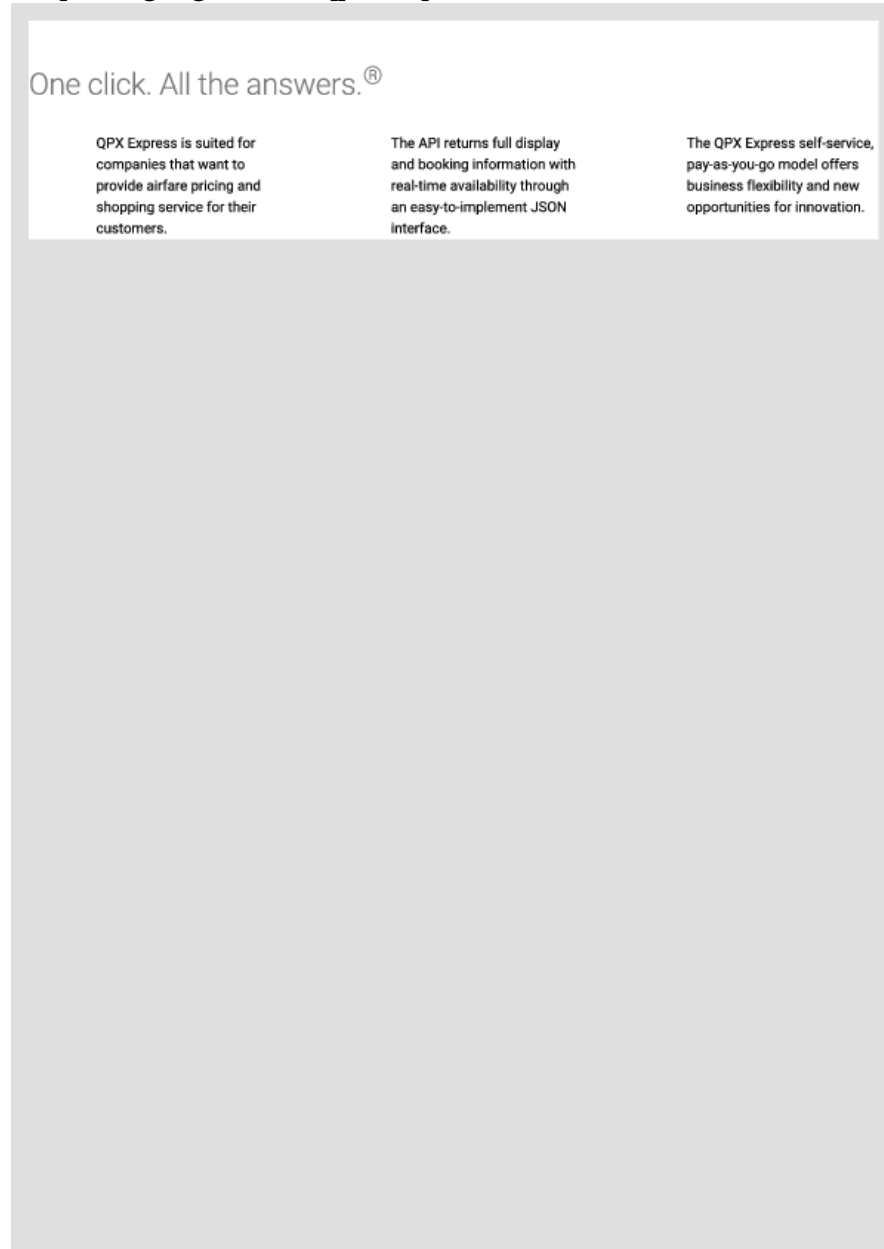 One click. All the answers.®
QPX Express is suited for
companies that want to
provide airfare pricing and
shopping service for their
customers.
The API returns full display
and booking information with
real-time availability through
an easy-to-implement JSON
interface.
The QPX Express self-service,
pay-as-you-go model offers
business flexibility and new
opportunities for innovation.